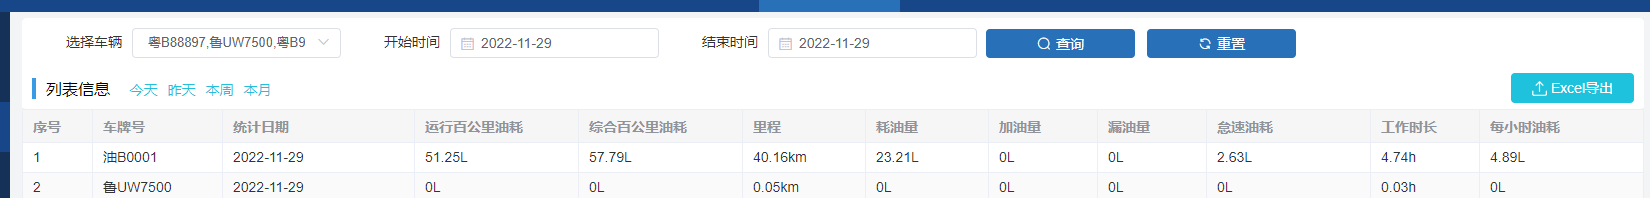 选择车辆 粤B88897,鲁UW7500,粤B9 开始时间 2022-11-29 结束时间 2022-11-29 查询 重置
列表信息 今天 昨天 本周 本月 Excel导出
序号 车牌号 统计日期 运行百公里油耗 综合百公里油耗 里程 耗油量 加油量 漏油量 怠速油耗 工作时长 每小时油耗
1 油B0001 2022-11-29 51.25L 57.79L 40.16km 23.21L 0L 0L 2.63L 4.74h 4.89L
2 鲁UW7500 2022-11-29 0L 0L 0.05km 0L 0L 0L 0L 0.03h 0L